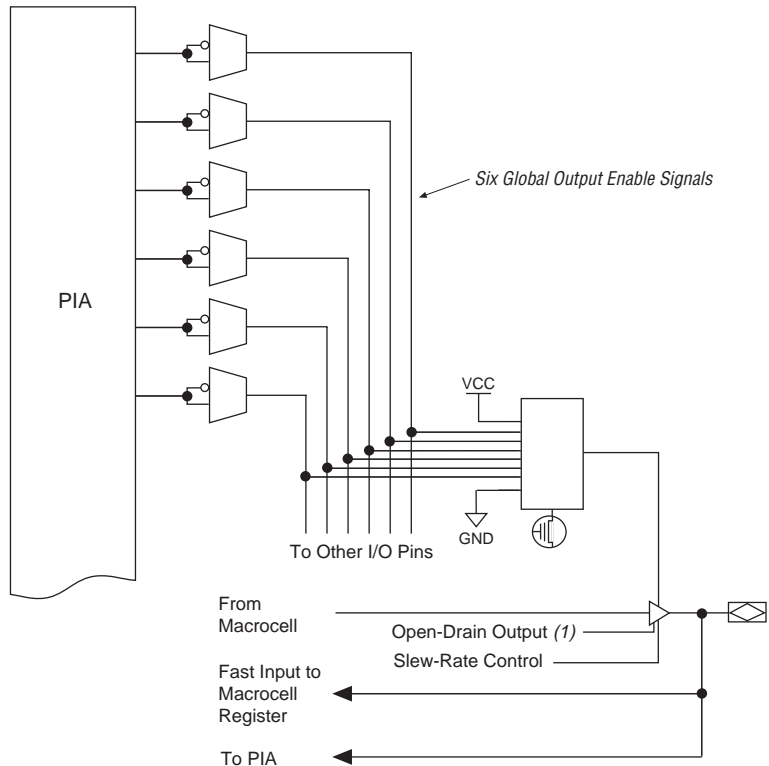 Six Global Output Enable Signals
PIA
VCC
GND
To Other I/O Pins
From
Macrocell
Open-Drain Output (1)
Slew-Rate Control
Fast Input to
Macrocell
Register
To PIA